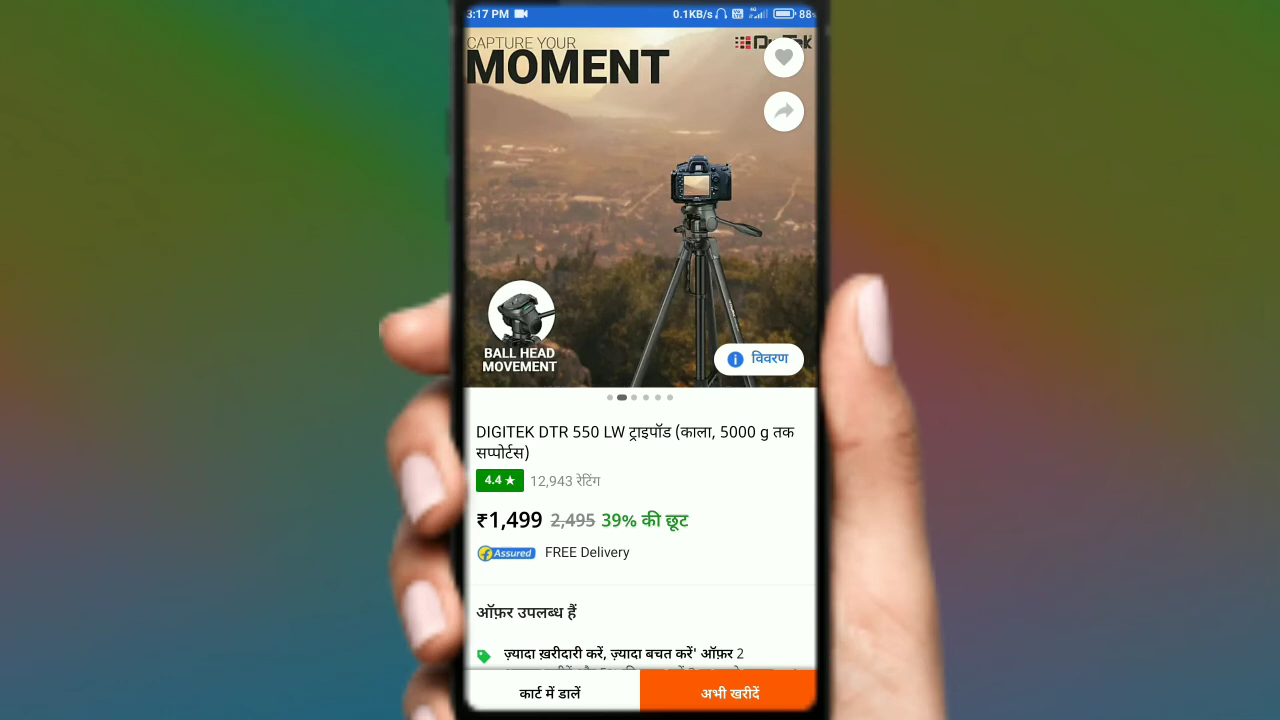 3:17 PM
0.1KB/s
4G
88
CAPTURE YOUR
MOMENT
BALL HEAD
MOVEMENT
विवरण
DIGITEK DTR 550 LW ट्राइपॉड (काला, 5000 g तक
सप्पोर्टस)
4.4 ★ 12,943 रेटिंग
₹1,499 2,495 39% की छूट
Assured FREE Delivery
ऑफ़र उपलब्ध हैं
ज़्यादा ख़रीदारी करें, ज़्यादा बचत करें' ऑफ़र 2
कार्ट में डालें
अभी खरीदें